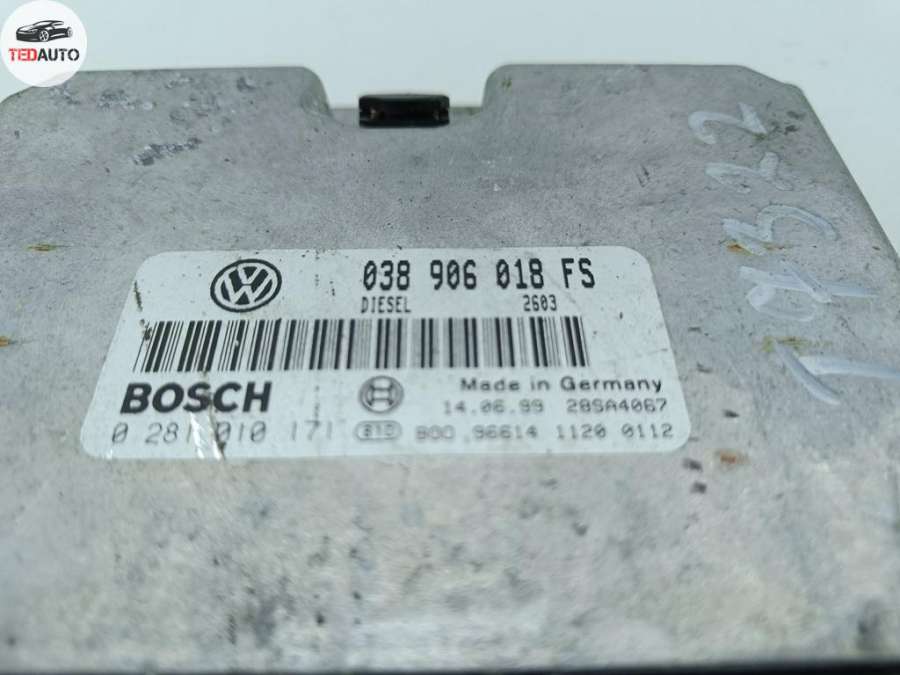 TEDAUTO
038 906 018 FS
DIESEL 2603
BOSCH
Made in Germany
14.06.99 28SA4067
0 281 010 171 800 96614 1120 0112